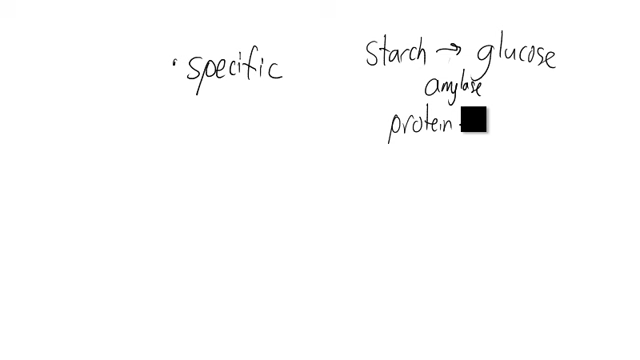 · specific
starch → glucose
amylase
protein